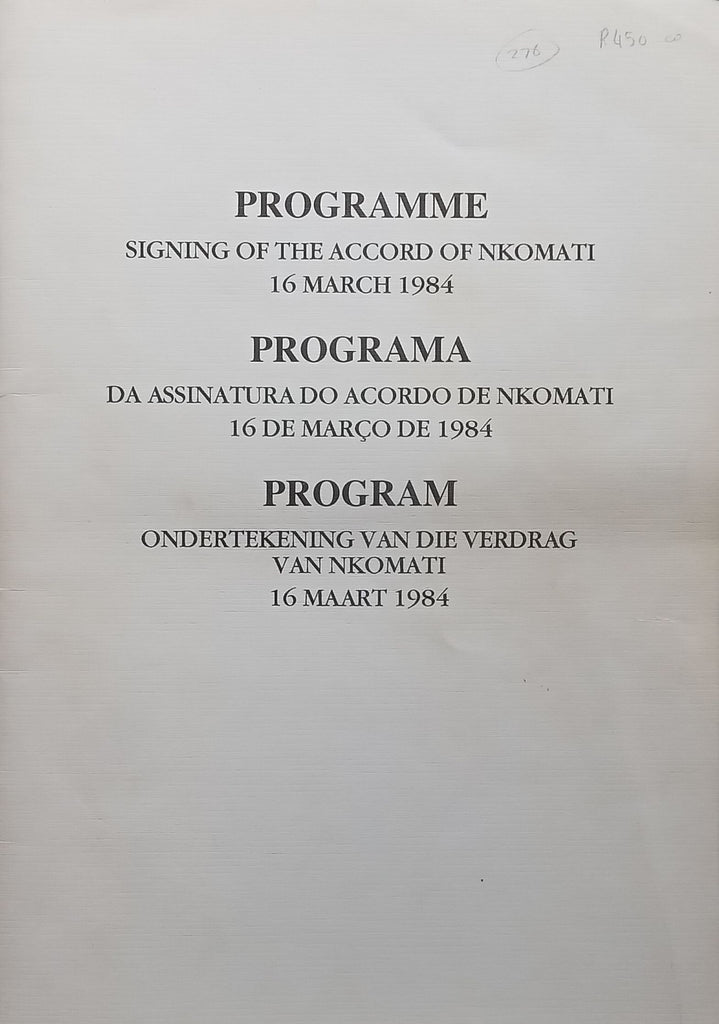 276 R450 00
PROGRAMME
SIGNING OF THE ACCORD OF NKOMATI
16 MARCH 1984
PROGRAMA
DA ASSINATURA DO ACORDO DE NKOMATI
16 DE MARÇO DE 1984
PROGRAM
ONDERTEKENING VAN DIE VERDRAG
VAN NKOMATI
16 MAART 1984